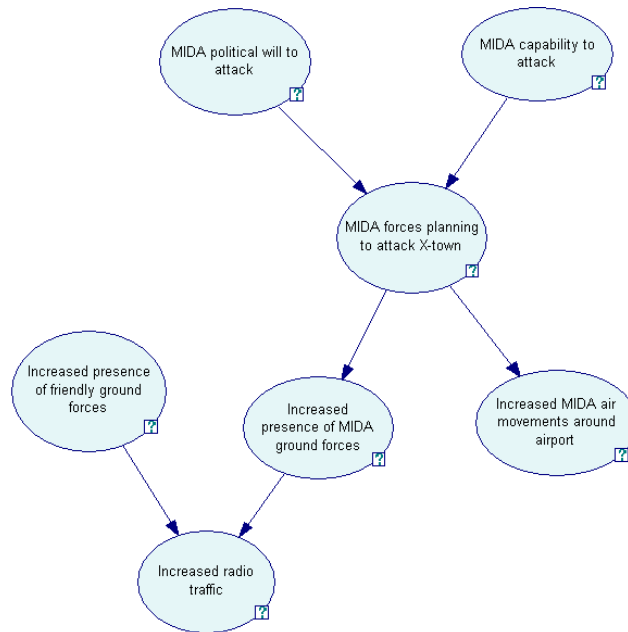 MIDA political will to
attack
?
MIDA capability to
attack
?
MIDA forces planning
to attack X-town
?
Increased presence
of friendly ground
forces
?
Increased
presence of MIDA
ground forces
?
Increased MIDA air
movements around
airport
?
Increased radio
traffic
?